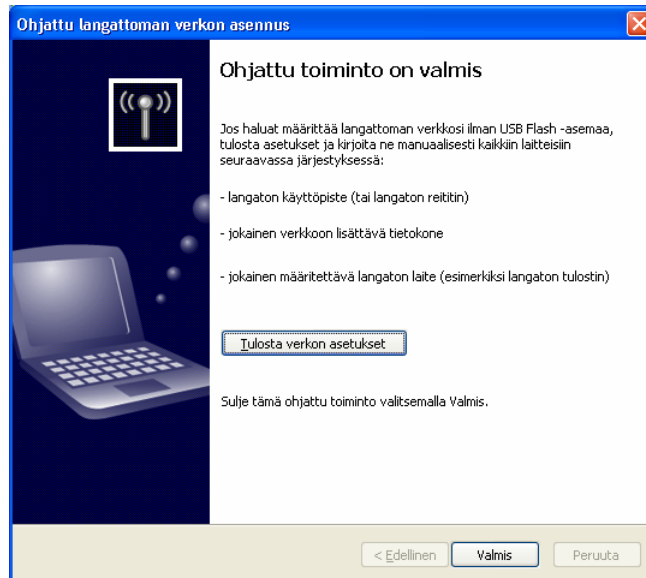 Ohjattu langattoman verkon asennus
Ohjattu toiminto on valmis
Jos haluat määrittää langattoman verkkosi ilman USB Flash -asemaa,
tulosta asetukset ja kirjoita ne manuaalisesti kaikkiin laitteisiin
seuraavassa järjestyksessä:
- langaton käyttöpiste (tai langaton reititin)
- jokainen verkkoon lisättävä tietokone
- jokainen määritettävä langaton laite (esimerkiksi langaton tulostin)
Tulosta verkon asetukset
Sulje tämä ohjattu toiminto valitsemalla Valmis.
< Edellinen Valmis Peruuta